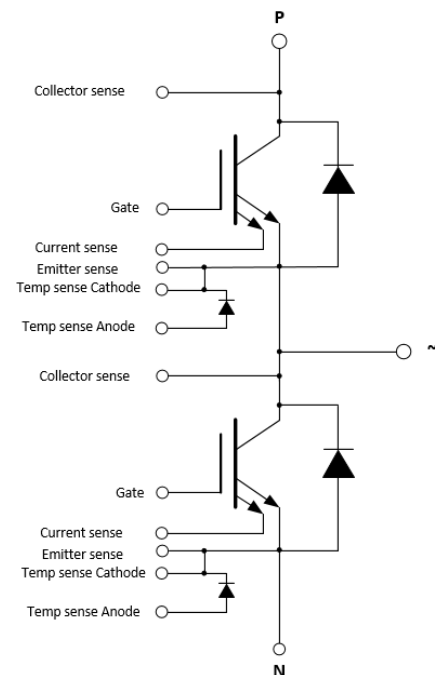 P
Collector sense
Gate
Current sense
Emitter sense
Temp sense Cathode
Temp sense Anode
~
Collector sense
Gate
Current sense
Emitter sense
Temp sense Cathode
Temp sense Anode
N